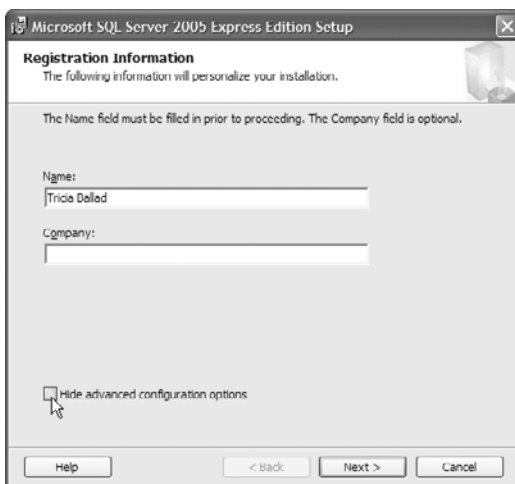 Microsoft SQL Server 2005 Express Edition Setup
Registration Information
The following information will personalize your installation.
The Name field must be filled in prior to proceeding. The Company field is optional.
Name:
Tricia Ballad
Company:
Hide advanced configuration options
Help
< Back
Next >
Cancel